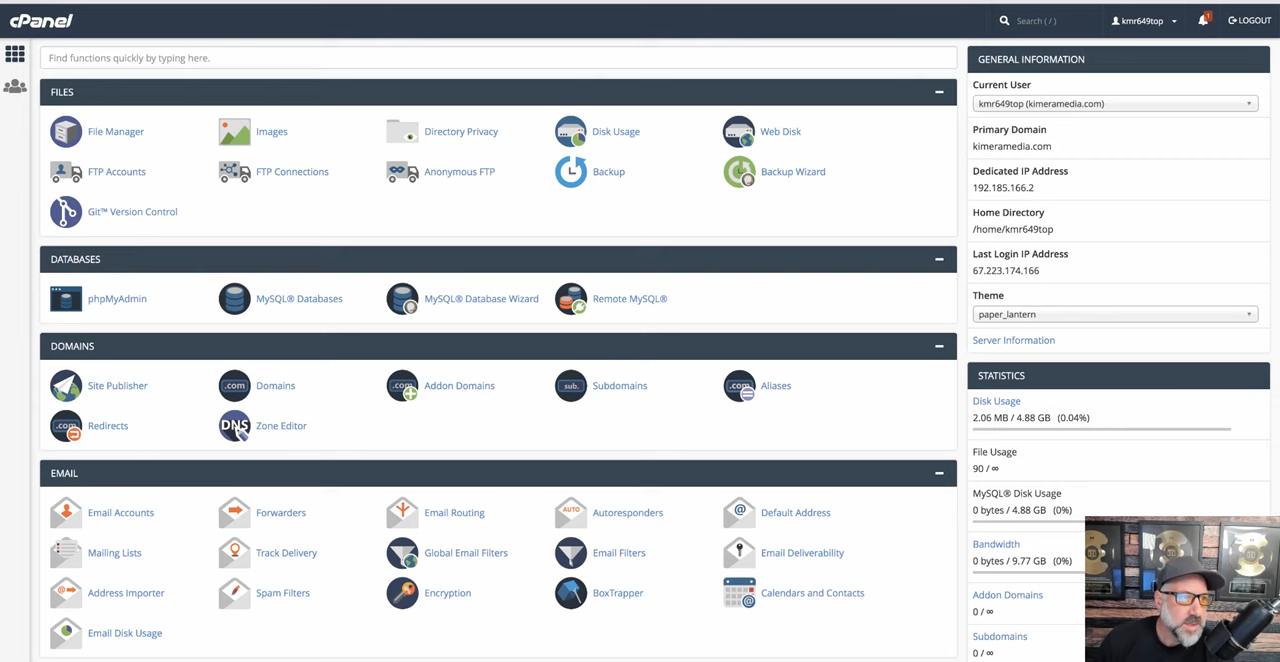 cPanel
Search ( / )
kmr649top
1
LOGOUT
Find functions quickly by typing here.
FILES
File Manager
Images
Directory Privacy
Disk Usage
Web Disk
FTP Accounts
FTP Connections
Anonymous FTP
Backup
Backup Wizard
Git™ Version Control
DATABASES
phpMyAdmin
MySQL® Databases
MySQL® Database Wizard
Remote MySQL®
DOMAINS
Site Publisher
.com
Domains
.com
Addon Domains
sub.
Subdomains
.com
Aliases
.com
Redirects
DNS
Zone Editor
EMAIL
Email Accounts
Forwarders
Email Routing
AUTO
Autoresponders
@
Default Address
Mailing Lists
Track Delivery
Global Email Filters
Email Filters
Email Deliverability
@
Address Importer
Spam Filters
Encryption
BoxTrapper
@
Calendars and Contacts
Email Disk Usage
GENERAL INFORMATION
Current User
kmr649top (kimeramedia.com)
Primary Domain
kimeramedia.com
Dedicated IP Address
192.185.166.2
Home Directory
/home/kmr649top
Last Login IP Address
67.223.174.166
Theme
paper_lantern
Server Information
STATISTICS
Disk Usage
2.06 MB / 4.88 GB (0.04%)
File Usage
90 / ∞
MySQL® Disk Usage
0 bytes / 4.88 GB (0%)
Bandwidth
0 bytes / 9.77 GB (0%)
Addon Domains
0 / ∞
Subdomains
0 / ∞